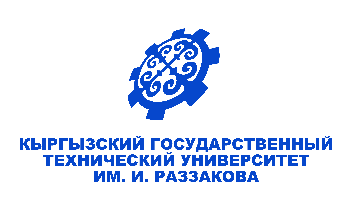 КЫРГЫЗСКИЙ ГОСУДАРСТВЕННЫЙ
ТЕХНИЧЕСКИЙ УНИВЕРСИТЕТ
ИМ. И. РАЗЗАКОВА